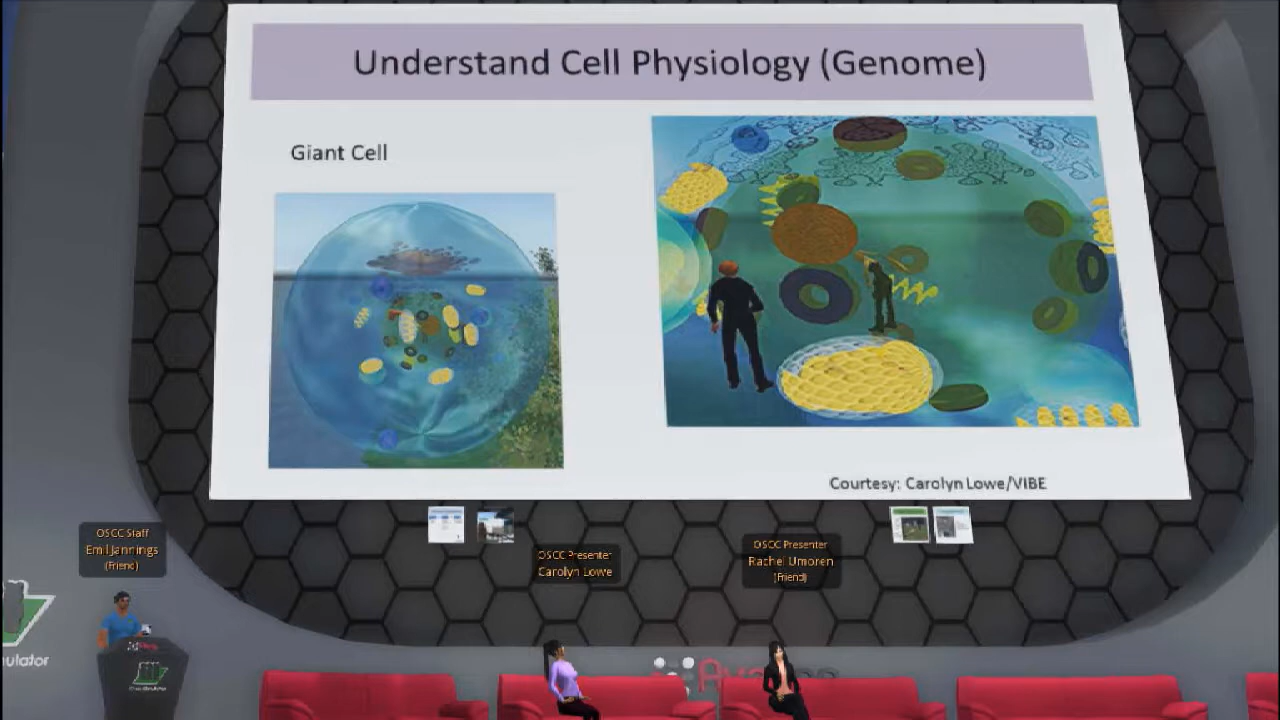 Understand Cell Physiology (Genome)
Giant Cell
Courtesy: Carolyn Lowe/VIBE
OSCC Staff
Emil Jannings
(Friend)
OSCC Presenter
Carolyn Lowe
OSCC Presenter
Rachel Umoren
(Friend)